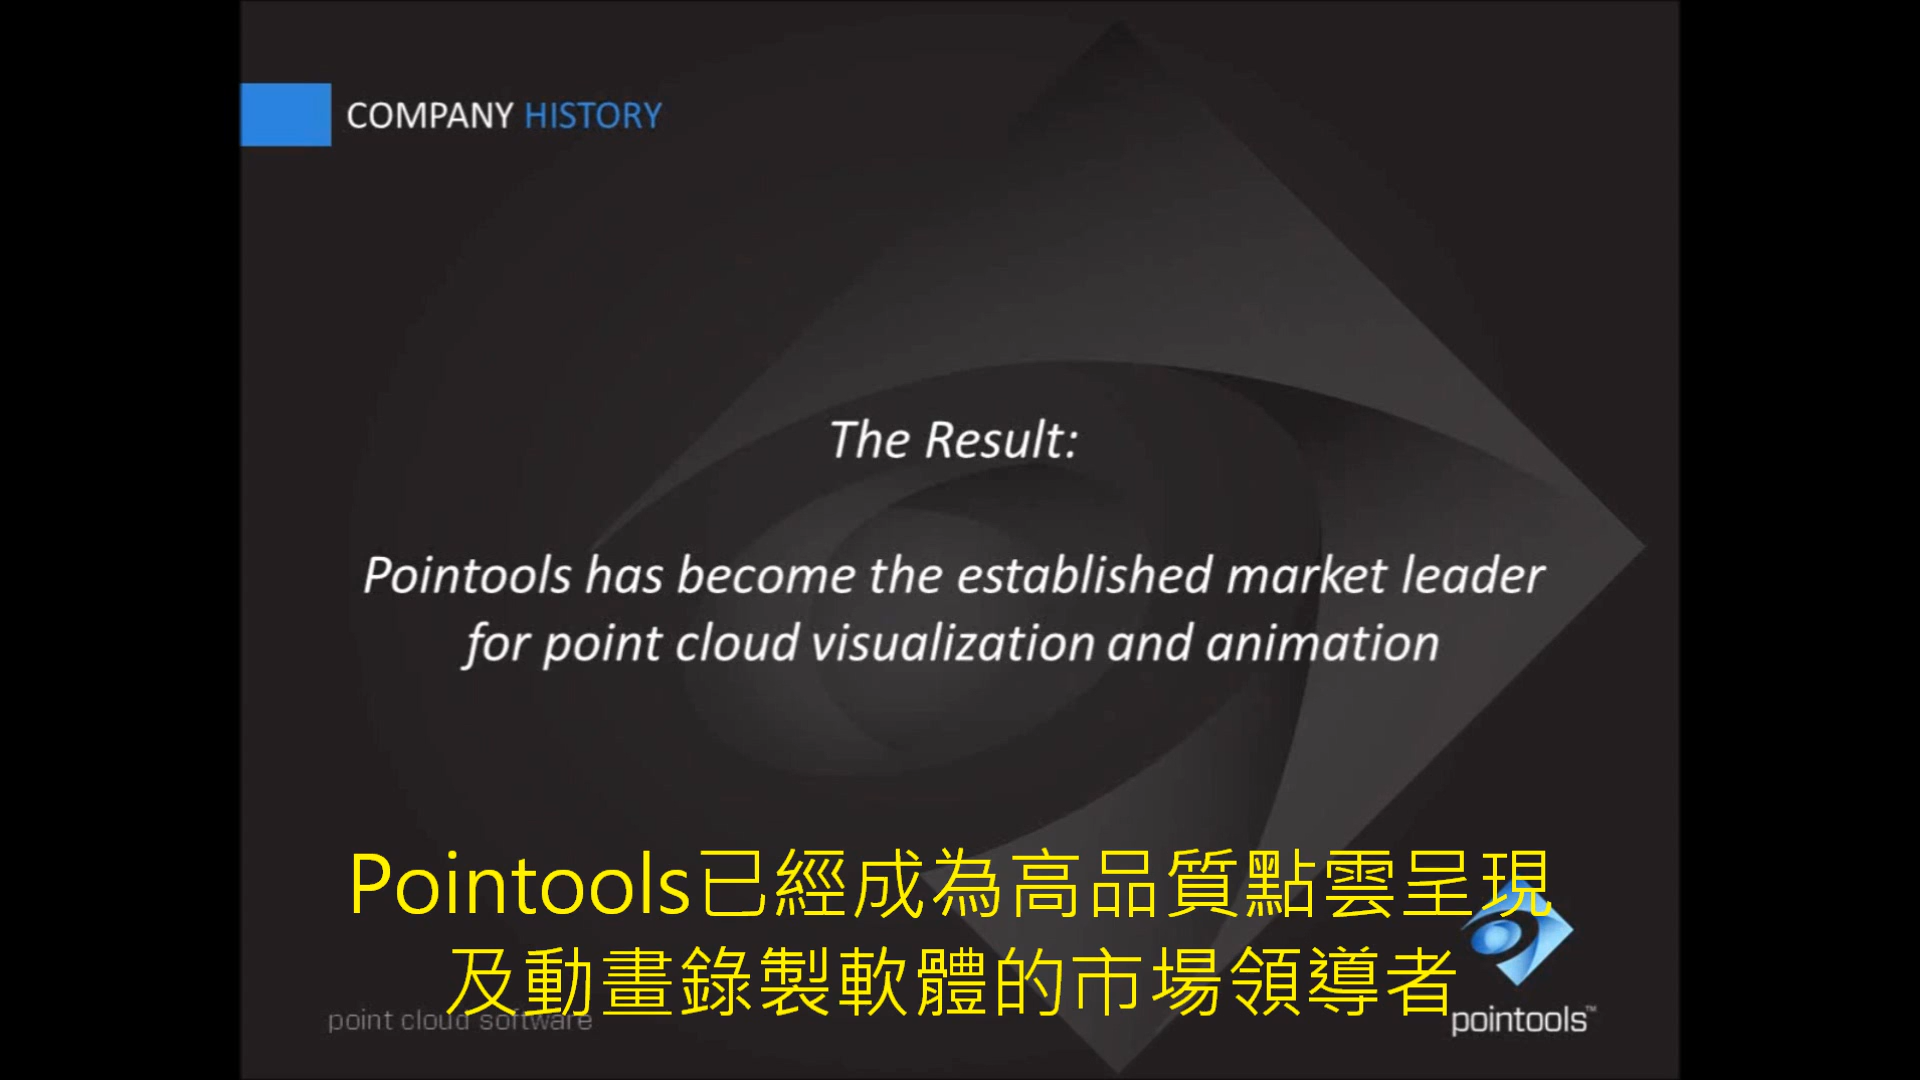 COMPANY HISTORY
The Result:
Pointools has become the established market leader
for point cloud visualization and animation
Pointools已經成為高品質點雲呈現
及動畫錄製軟體的市場領導者
point cloud software
pointools™